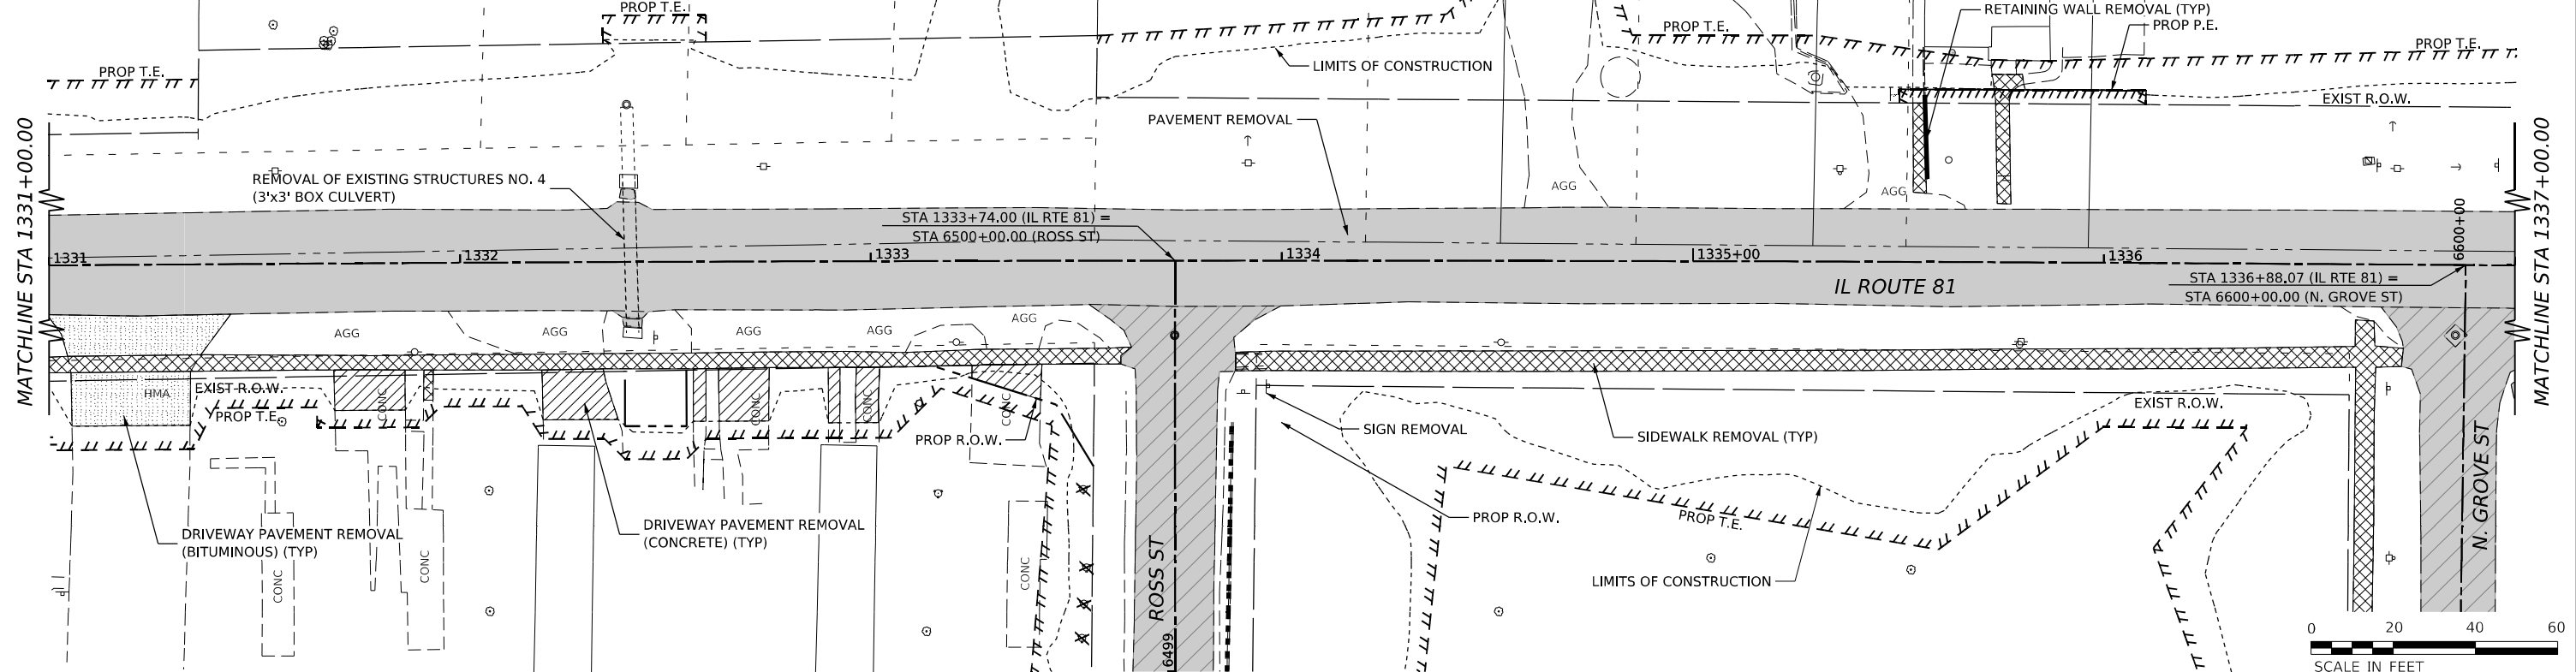 PROP T.E.
RETAINING WALL REMOVAL (TYP)
PROP P.E.
PROP T.E.
PROP T.E.
PROP T.E.
LIMITS OF CONSTRUCTION
EXIST R.O.W.
PAVEMENT REMOVAL
MATCHLINE STA 1331+00.00
MATCHLINE STA 1337+00.00
REMOVAL OF EXISTING STRUCTURES NO. 4
(3'x3' BOX CULVERT)
AGG
AGG
STA 1333+74.00 (IL RTE 81) =
STA 6500+00.00 (ROSS ST)
6600+00
1331
1332
1333
1334
1335+00
1336
IL ROUTE 81
STA 1336+88.07 (IL RTE 81) =
STA 6600+00.00 (N. GROVE ST)
AGG
AGG
AGG
AGG
AGG
EXIST R.O.W.
HMA
PROP T.E.
CONC
CONC
CONC
CONC
PROP R.O.W.
SIGN REMOVAL
SIDEWALK REMOVAL (TYP)
EXIST R.O.W.
PROP R.O.W.
PROP T.E.
DRIVEWAY PAVEMENT REMOVAL
(BITUMINOUS) (TYP)
DRIVEWAY PAVEMENT REMOVAL
(CONCRETE) (TYP)
CONC
CONC
CONC
ROSS ST
6499
LIMITS OF CONSTRUCTION
N. GROVE ST
0 20 40 60
SCALE IN FEET